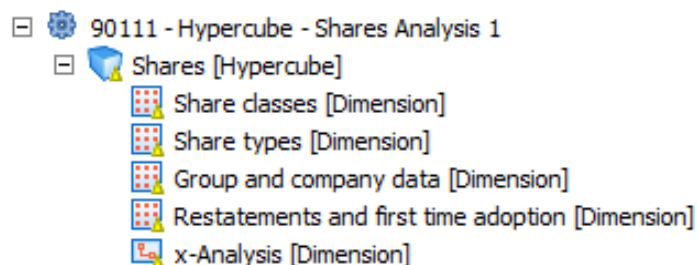 90111 - Hypercube - Shares Analysis 1
Shares [Hypercube]
Share classes [Dimension]
Share types [Dimension]
Group and company data [Dimension]
Restatements and first time adoption [Dimension]
x-Analysis [Dimension]